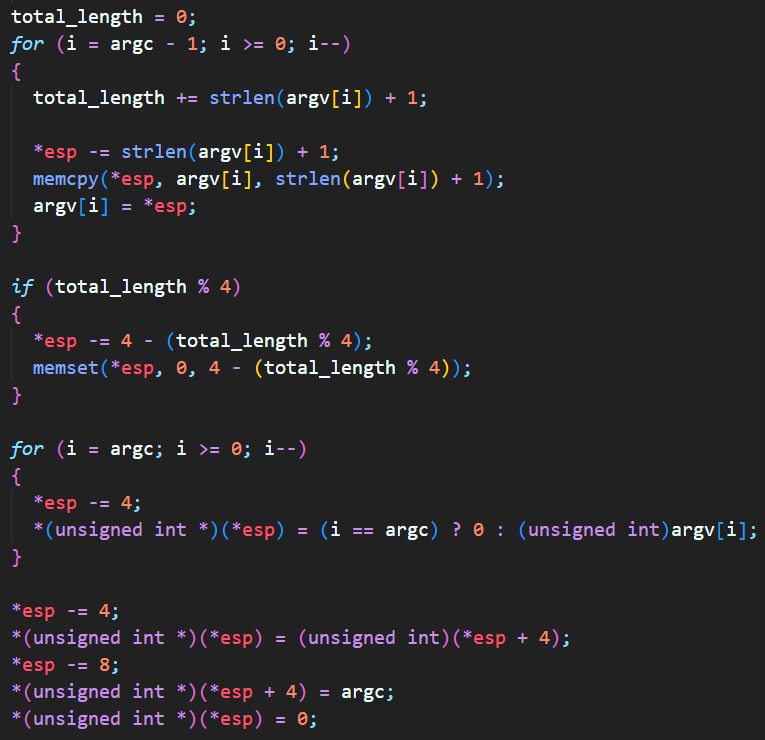 total_length = 0;
for (i = argc - 1; i >= 0; i--)
{
  total_length += strlen(argv[i]) + 1;

  *esp -= strlen(argv[i]) + 1;
  memcpy(*esp, argv[i], strlen(argv[i]) + 1);
  argv[i] = *esp;
}

if (total_length % 4)
{
  *esp -= 4 - (total_length % 4);
  memset(*esp, 0, 4 - (total_length % 4));
}

for (i = argc; i >= 0; i--)
{
  *esp -= 4;
  *(unsigned int *)(*esp) = (i == argc) ? 0 : (unsigned int)argv[i];
}

*esp -= 4;
*(unsigned int *)(*esp) = (unsigned int)(*esp + 4);
*esp -= 8;
*(unsigned int *)(*esp + 4) = argc;
*(unsigned int *)(*esp) = 0;